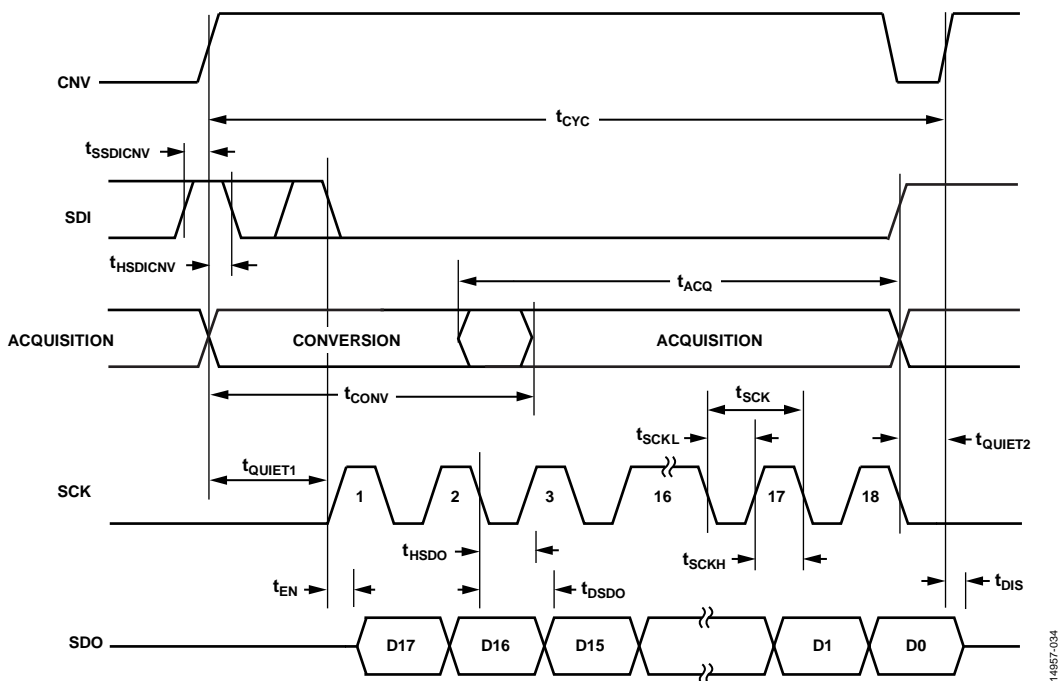 CNV
tCYC
tSSDICNV
SDI
tHSDICNV
tACQ
ACQUISITION
CONVERSION
ACQUISITION
tCONV
tSCK
tSCKL
tQUIET2
tQUIET1
SCK
1
2
3
16
17
18
tHSDO
tSCKH
tEN
tDSDO
tDIS
SDO
D17
D16
D15
D1
D0
14957-034